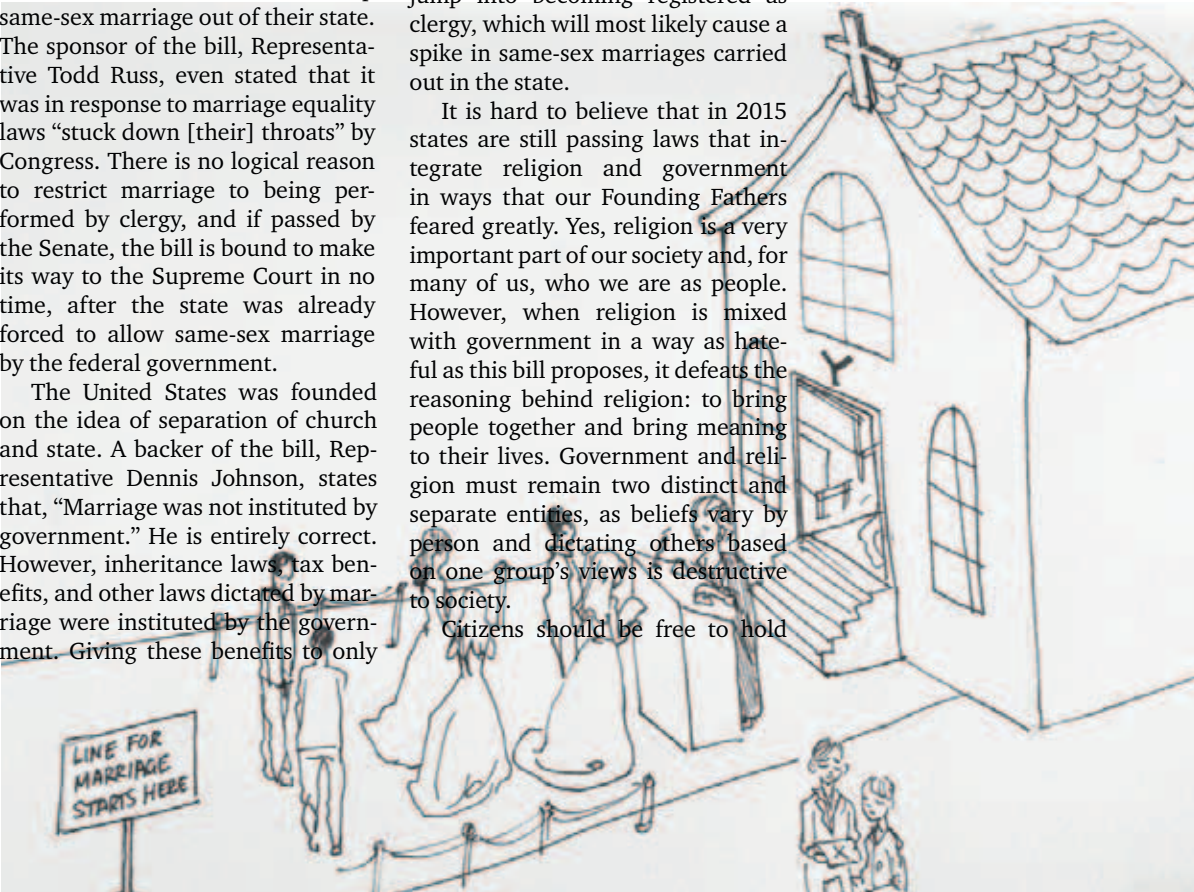 same-sex marriage out of their state.
The sponsor of the bill, Representa-
tive Todd Russ, even stated that it
was in response to marriage equality
laws “stuck down [their] throats” by
Congress. There is no logical reason
to restrict marriage to being per-
formed by clergy, and if passed by
the Senate, the bill is bound to make
its way to the Supreme Court in no
time, after the state was already
forced to allow same-sex marriage
by the federal government.
The United States was founded
on the idea of separation of church
and state. A backer of the bill, Rep-
resentative Dennis Johnson, states
that, “Marriage was not instituted by
government.” He is entirely correct.
However, inheritance laws, tax ben-
efits, and other laws dictated by mar-
riage were instituted by the govern-
ment. Giving these benefits to only
jump into becoming registered as
clergy, which will most likely cause a
spike in same-sex marriages carried
out in the state.
It is hard to believe that in 2015
states are still passing laws that in-
tegrate religion and government
in ways that our Founding Fathers
feared greatly. Yes, religion is a very
important part of our society and, for
many of us, who we are as people.
However, when religion is mixed
with government in a way as hate-
ful as this bill proposes, it defeats the
reasoning behind religion: to bring
people together and bring meaning
to their lives. Government and reli-
gion must remain two distinct and
separate entities, as beliefs vary by
person and dictating others based
on one group’s views is destructive
to society.
Citizens should be free to hold
LINE FOR
MARRIAGE
STARTS HERE